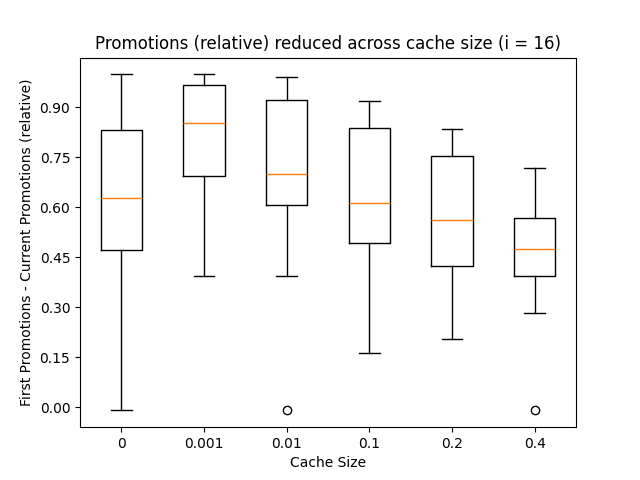 Promotions (relative) reduced across cache size (i = 16)
First Promotions - Current Promotions (relative)
0.90
0.75
0.60
0.45
0.30
0.15
0.00
0 0.001 0.01 0.1 0.2 0.4
Cache Size